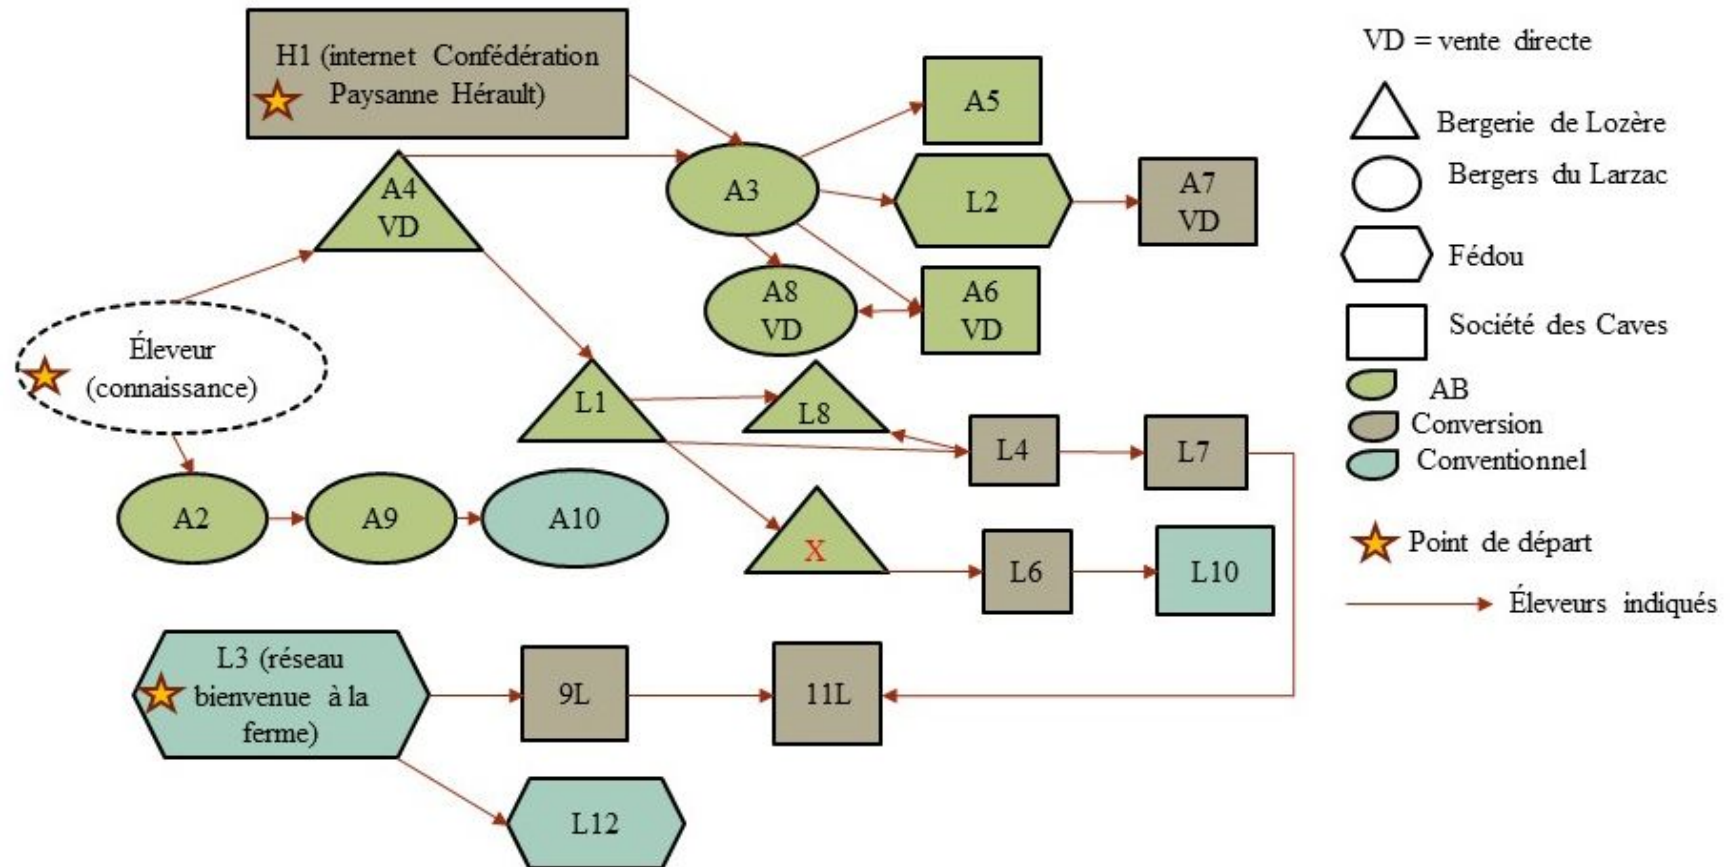 H1 (internet Confédération
Paysanne Hérault)
A4
VD
A3
A5
L2
A7
VD
A8
VD
A6
VD
Éleveur
(connaissance)
L1
L8
L4
L7
A2
A9
A10
X
L6
L10
L3 (réseau
bienvenue à la
ferme)
9L
11L
L12
VD = vente directe
Bergerie de Lozère
Bergers du Larzac
Fédou
Société des Caves
AB
Conversion
Conventionnel
Point de départ
Éleveurs indiqués